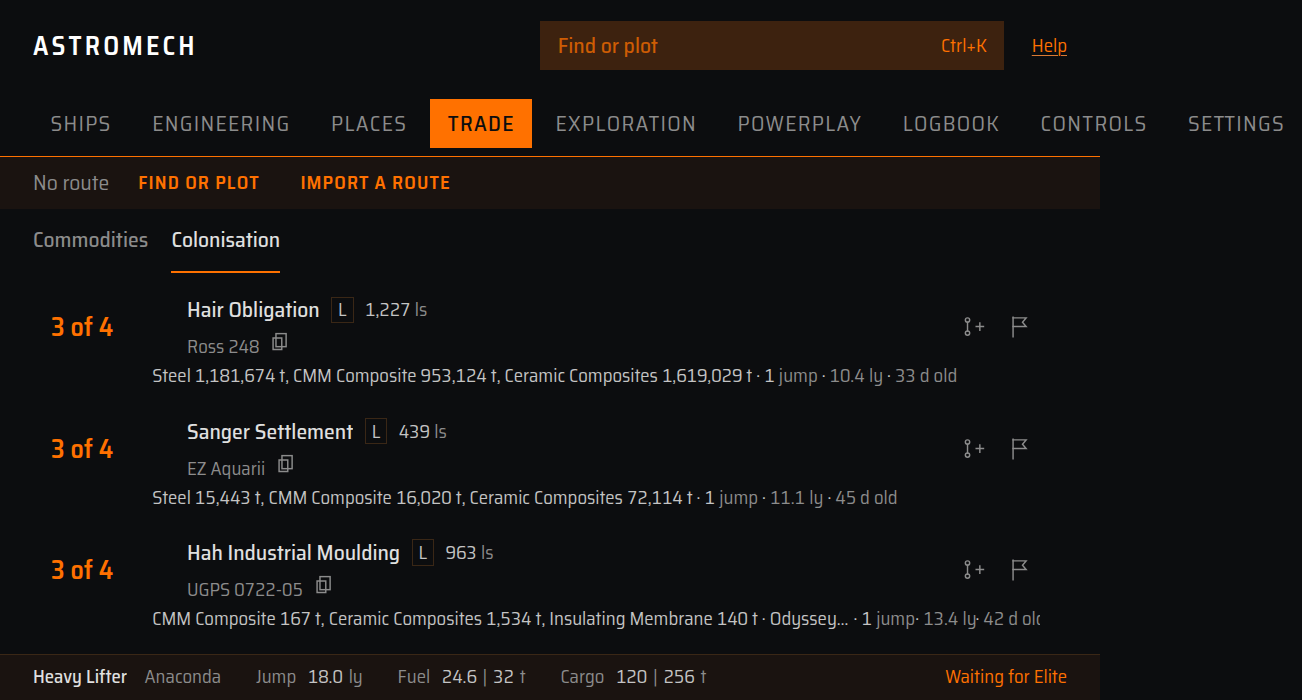 ASTROMECH
Find or plot Ctrl+K Help
SHIPS ENGINEERING PLACES TRADE EXPLORATION POWERPLAY LOGBOOK CONTROLS SETTINGS
No route FIND OR PLOT IMPORT A ROUTE
Commodities Colonisation
3 of 4 Hair Obligation L 1,227 ls
Ross 248
Steel 1,181,674 t, CMM Composite 953,124 t, Ceramic Composites 1,619,029 t · 1 jump · 10.4 ly · 33 d old
3 of 4 Sanger Settlement L 439 ls
EZ Aquarii
Steel 15,443 t, CMM Composite 16,020 t, Ceramic Composites 72,114 t · 1 jump · 11.1 ly · 45 d old
3 of 4 Hah Industrial Moulding L 963 ls
UGPS 0722-05
CMM Composite 167 t, Ceramic Composites 1,534 t, Insulating Membrane 140 t · Odyssey... · 1 jump · 13.4 ly · 42 d old
Heavy Lifter Anaconda Jump 18.0 ly Fuel 24.6 | 32 t Cargo 120 | 256 t Waiting for Elite